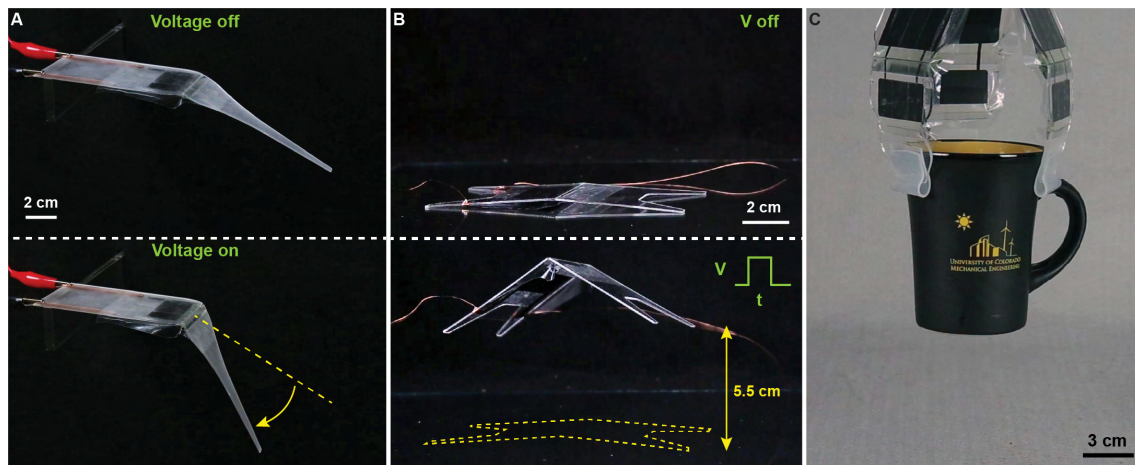 A
Voltage off
2 cm
Voltage on
B
V off
2 cm
V
t
5.5 cm
C
UNIVERSITY OF COLORADO
MECHANICAL ENGINEERING
3 cm